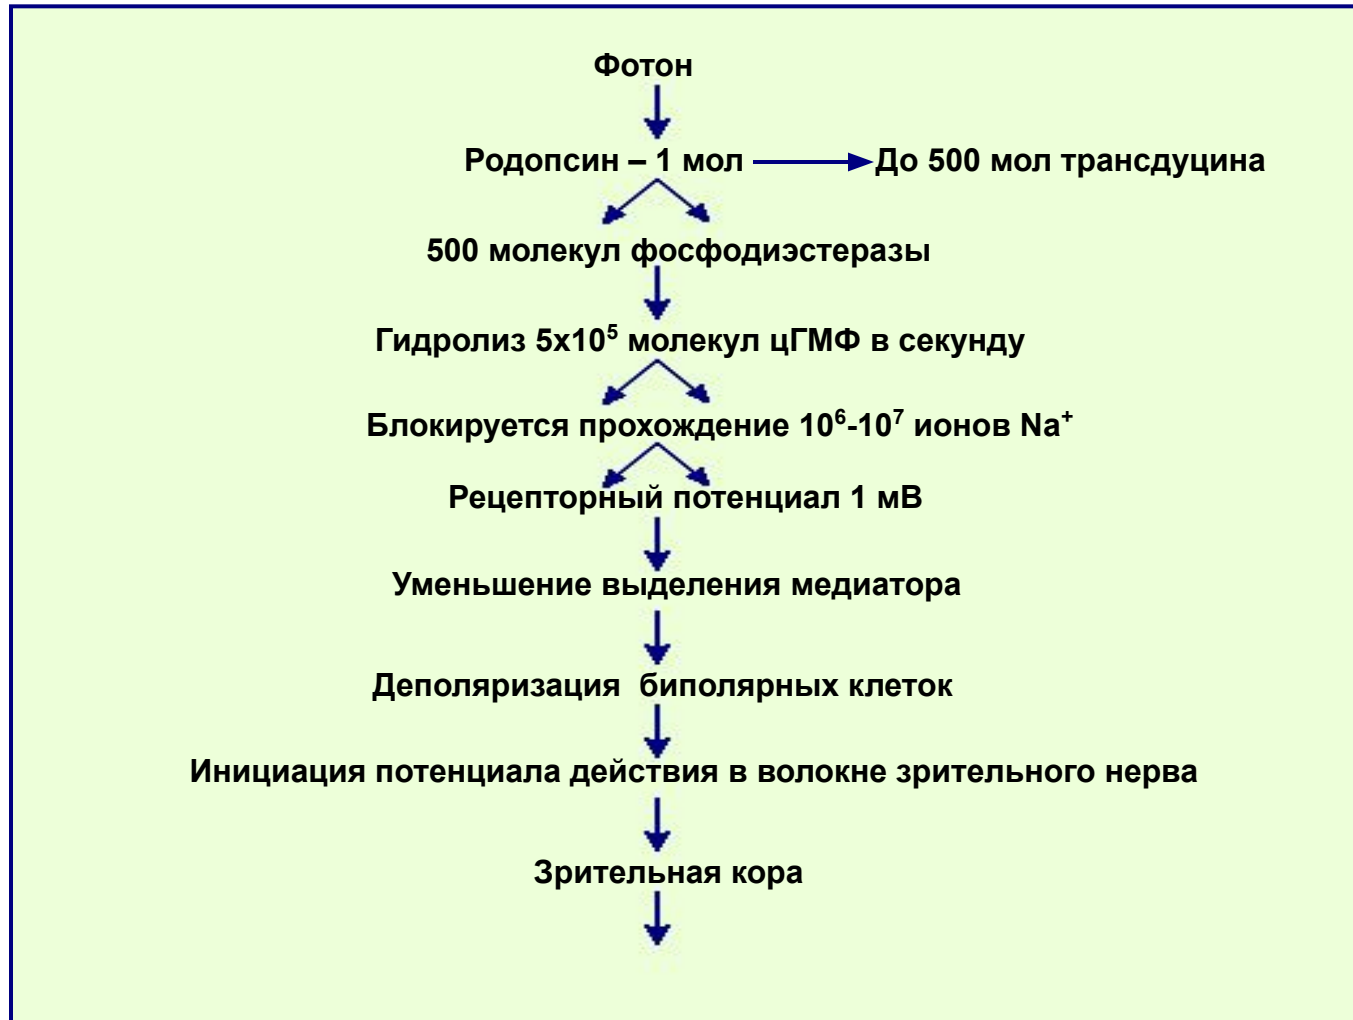 Фотон
Родопсин – 1 мол До 500 мол трансдуцина
500 молекул фосфодиэстеразы
Гидролиз 5х10⁵ молекул цГМФ в секунду
Блокируется прохождение 10⁶-10⁷ ионов Na⁺
Рецепторный потенциал 1 мВ
Уменьшение выделения медиатора
Деполяризация биполярных клеток
Инициация потенциала действия в волокне зрительного нерва
Зрительная кора